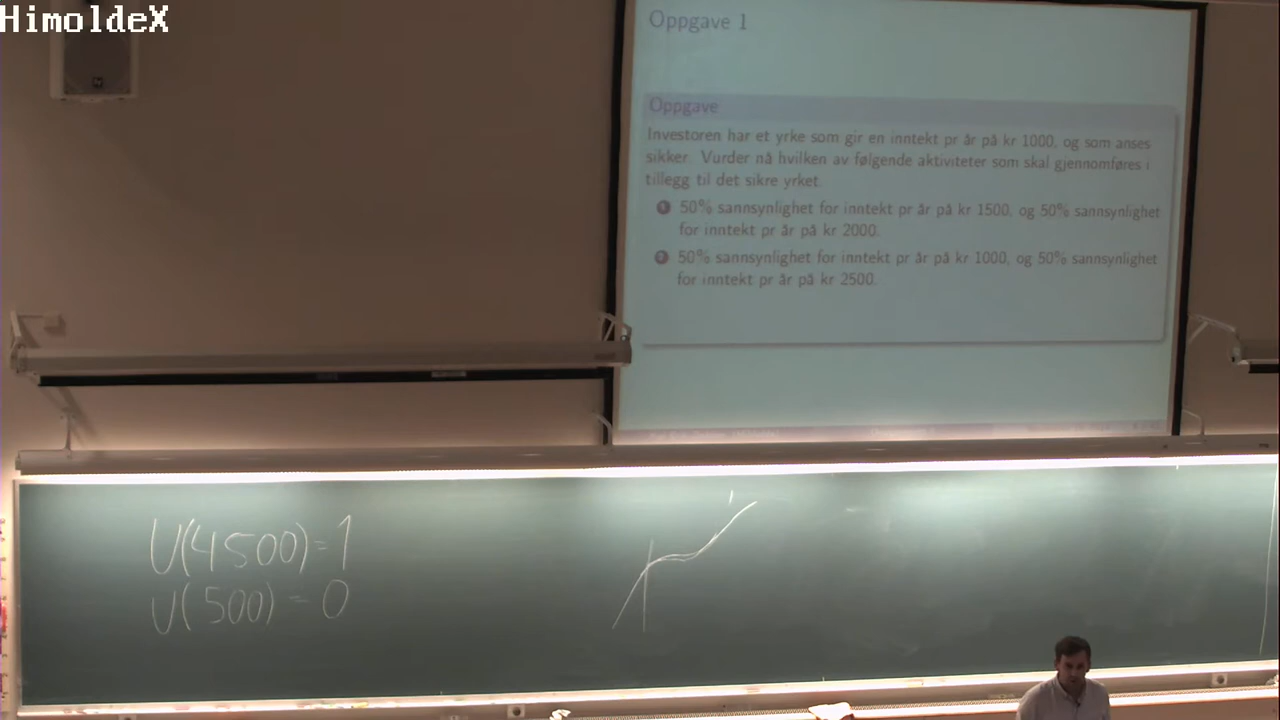 HimoldeX
Oppgave 1
Oppgave
Investoren har et yrke som gir en inntekt pr år på kr 1000, og som anses
sikker. Vurder nå hvilken av følgende aktiviteter som skal gjennomføres i
tillegg til det sikre yrket.
1 50% sannsynlighet for inntekt pr år på kr 1500, og 50% sannsynlighet
for inntekt pr år på kr 2000.
2 50% sannsynlighet for inntekt pr år på kr 1000, og 50% sannsynlighet
for inntekt pr år på kr 2500.
U(4500)=1
U(500)=0